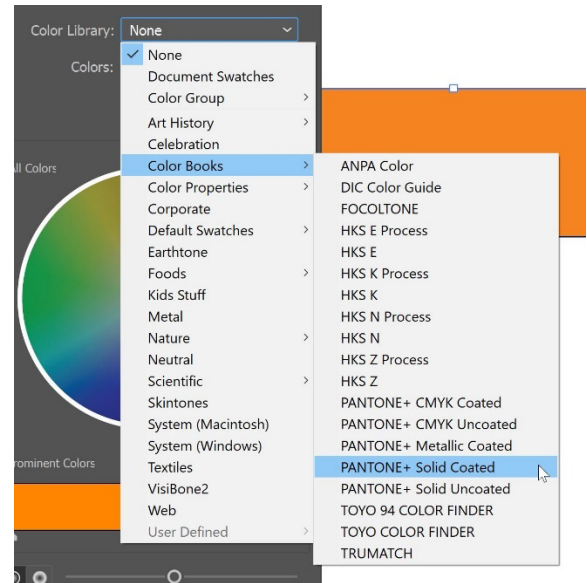 Color Library: None
Colors:
None
Document Swatches
Color Group
Art History
Celebration
Color Books
Color Properties
Corporate
Default Swatches
Earthtone
Foods
Kids Stuff
Metal
Nature
Neutral
Scientific
Skintones
System (Macintosh)
System (Windows)
Textiles
VisiBone2
Web
User Defined
ANPA Color
DIC Color Guide
FOCOLTONE
HKS E Process
HKS E
HKS K Process
HKS K
HKS N Process
HKS N
HKS Z Process
HKS Z
PANTONE+ CMYK Coated
PANTONE+ CMYK Uncoated
PANTONE+ Metallic Coated
PANTONE+ Solid Coated
PANTONE+ Solid Uncoated
TOYO 94 COLOR FINDER
TOYO COLOR FINDER
TRUMATCH
ll Colors
rominent Colors